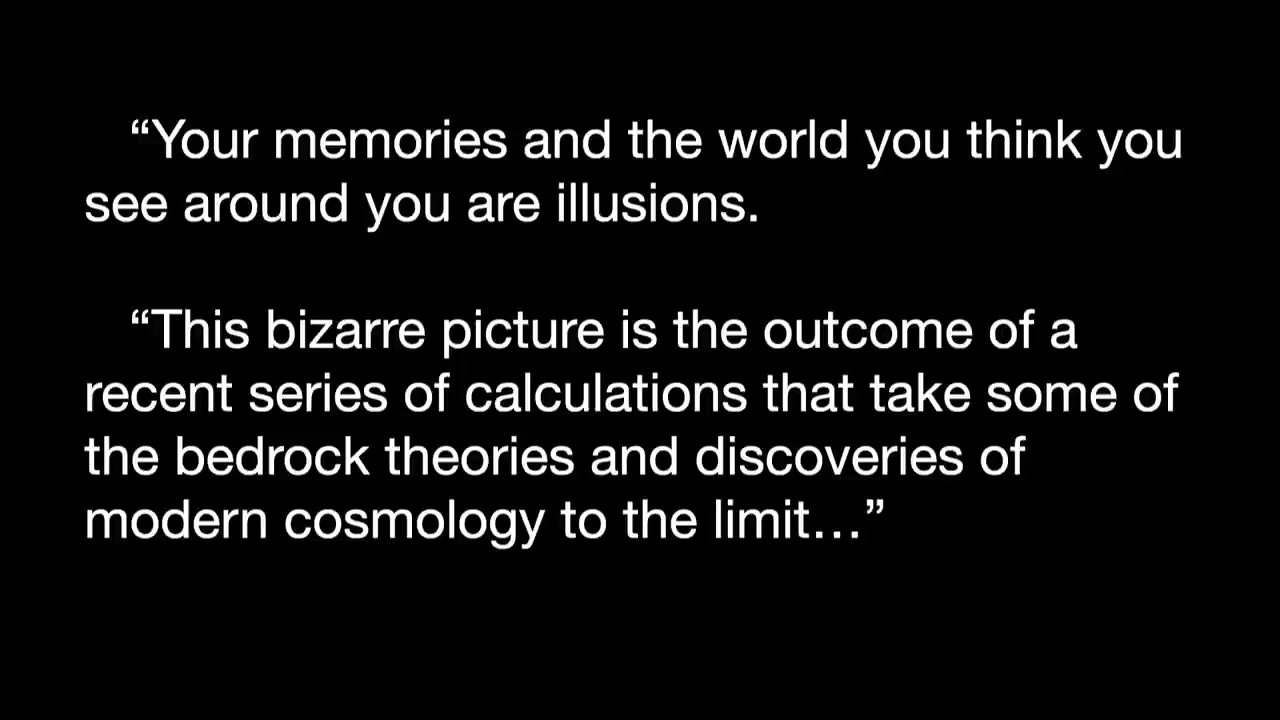 “Your memories and the world you think you
see around you are illusions.
“This bizarre picture is the outcome of a
recent series of calculations that take some of
the bedrock theories and discoveries of
modern cosmology to the limit…”